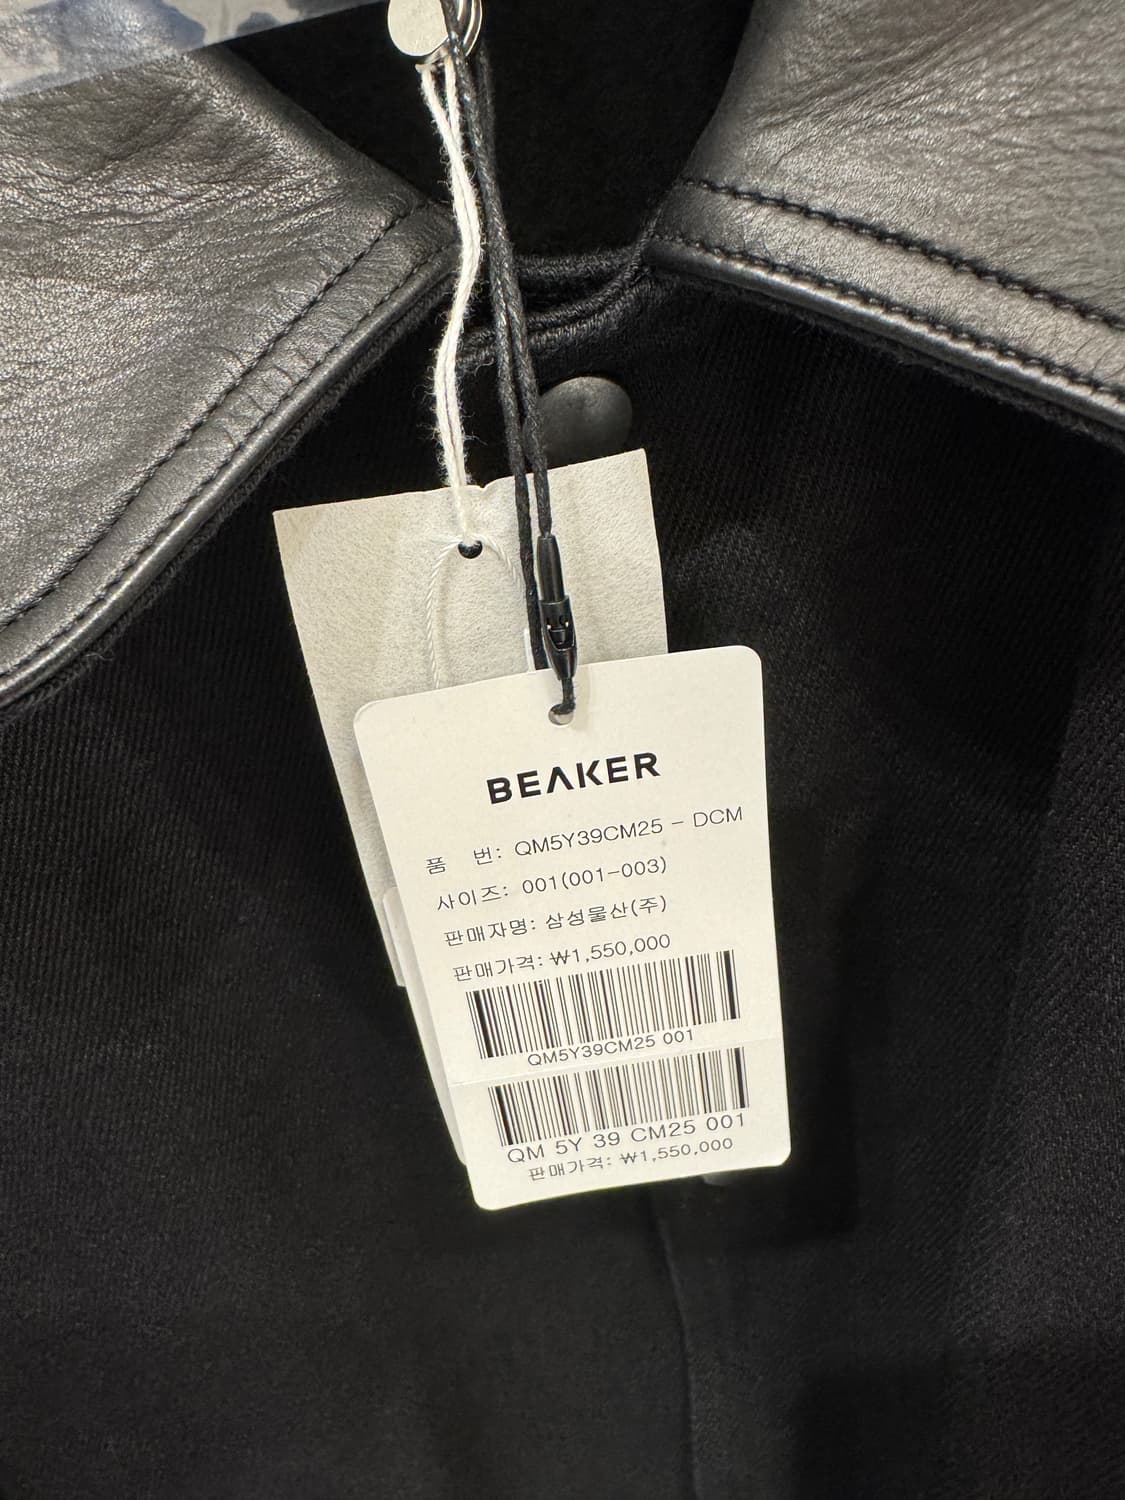 BEAKER
품 번: QM5Y39CM25 - DCM
사이즈: 001(001-003)
판매자명: 삼성물산(주)
판매가격: ₩1,550,000
QM5Y39CM25 001
QM 5Y 39 CM25 001
판매가격: ₩1,550,000